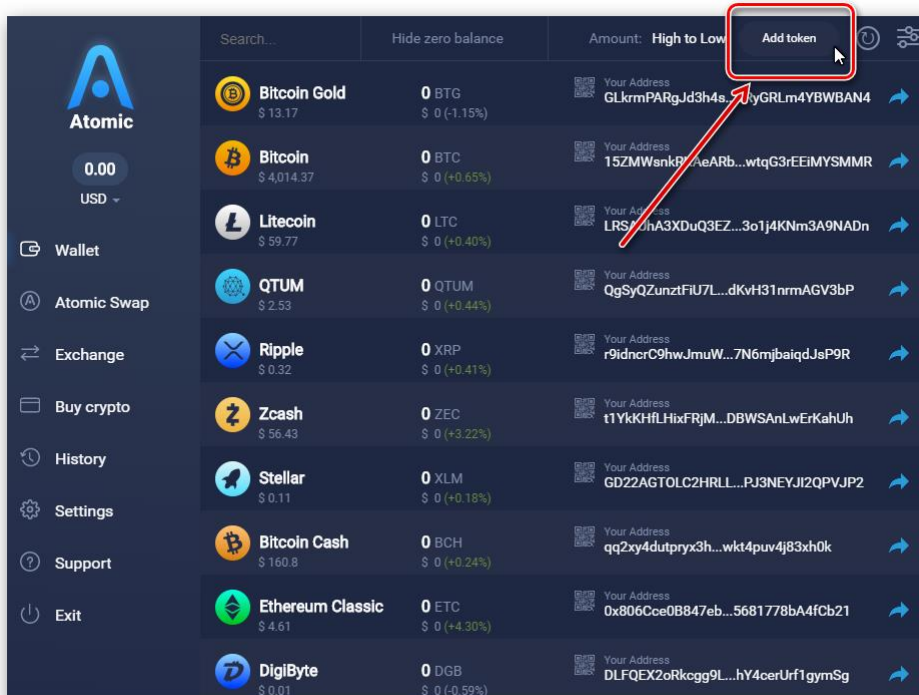 Search...
Hide zero balance
Amount: High to Low
Add token
Atomic
0.00
USD
Wallet
Atomic Swap
Exchange
Buy crypto
History
Settings
Support
Exit
Bitcoin Gold
$ 13.17
0 BTG
$ 0 (-1.15%)
Your Address
Bitcoin
$ 4,014.37
0 BTC
$ 0 (+0.65%)
Your Address
Litecoin
$ 59.77
0 LTC
$ 0 (+0.40%)
Your Address
QTUM
$ 2.53
0 QTUM
$ 0 (+0.44%)
Your Address
QgSyQZunztFiU7L...dKvH31nrmAGV3bP
Ripple
$ 0.32
0 XRP
$ 0 (+0.41%)
Your Address
r9idncrC9hwJmuW...7N6mjbaiqdJsP9R
Zcash
$ 56.43
0 ZEC
$ 0 (+3.22%)
Your Address
t1YkKHfLHixFRjM...DBWSAnLwErKahUh
Stellar
$ 0.11
0 XLM
$ 0 (+0.18%)
Your Address
GD22AGTOLC2HRLL...PJ3NEYJI2QPVJP2
Bitcoin Cash
$ 160.8
0 BCH
$ 0 (+0.24%)
Your Address
qq2xy4dutpryx3h...wkt4puv4j83xh0k
Ethereum Classic
$ 4.61
0 ETC
$ 0 (+4.30%)
Your Address
0x806Cce0B847eb...5681778bA4fCb21
DigiByte
$ 0.01
0 DGB
$ 0 (-0.59%)
Your Address
DLFQEX2oRkcgg9L...hY4cerUrf1gymSg